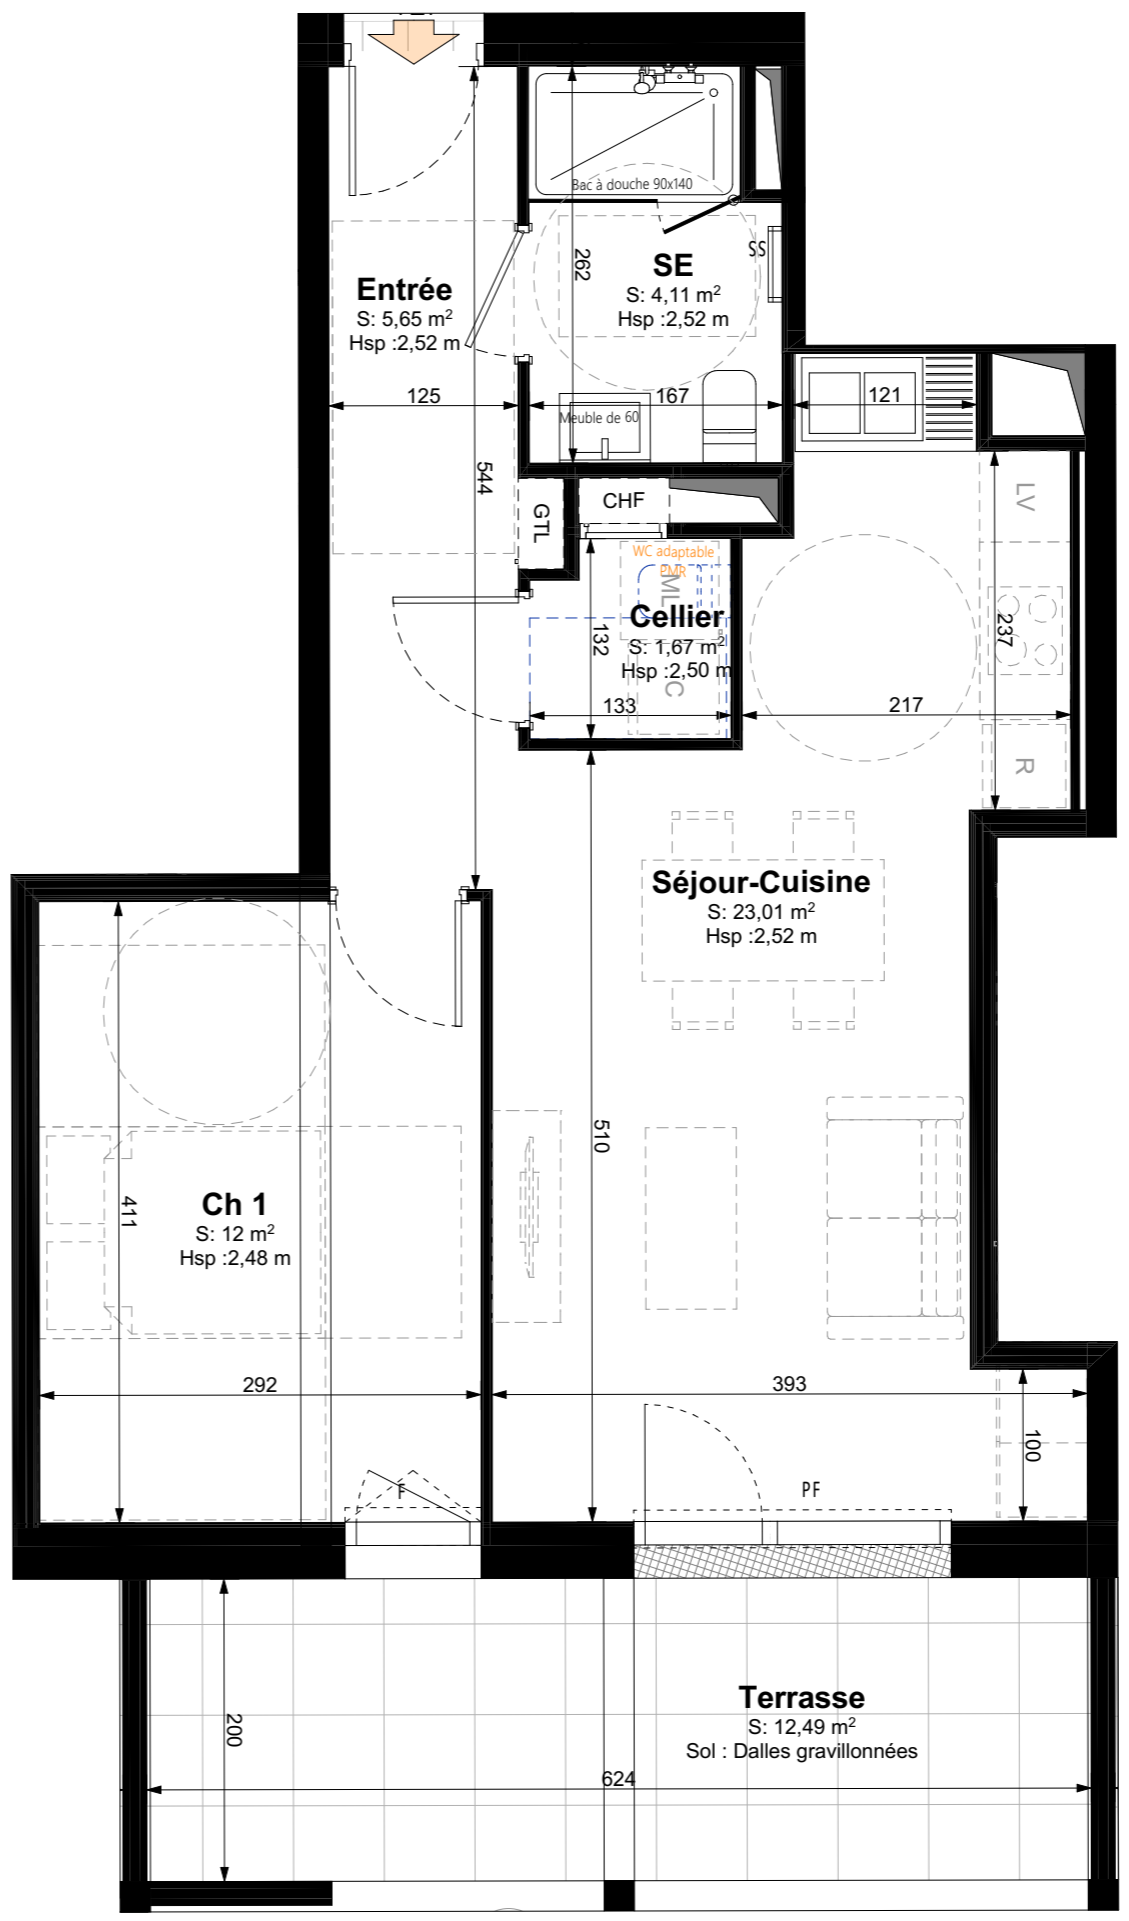 Bac à douche 90x140
SS
262
SE
S: 4,11 m²
Hsp :2,52 m
Entrée
S: 5,65 m²
Hsp :2,52 m
125
167
121
Meuble de 60
544
GTL
CHF
LV
WC adaptable
PMR
ML
Cellier
S: 1,67 m²
Hsp :2,50 m
132
C
133
237
217
R
Séjour-Cuisine
S: 23,01 m²
Hsp :2,52 m
510
411
Ch 1
S: 12 m²
Hsp :2,48 m
292
393
100
F
PF
200
Terrasse
S: 12,49 m²
Sol : Dalles gravillonnées
624